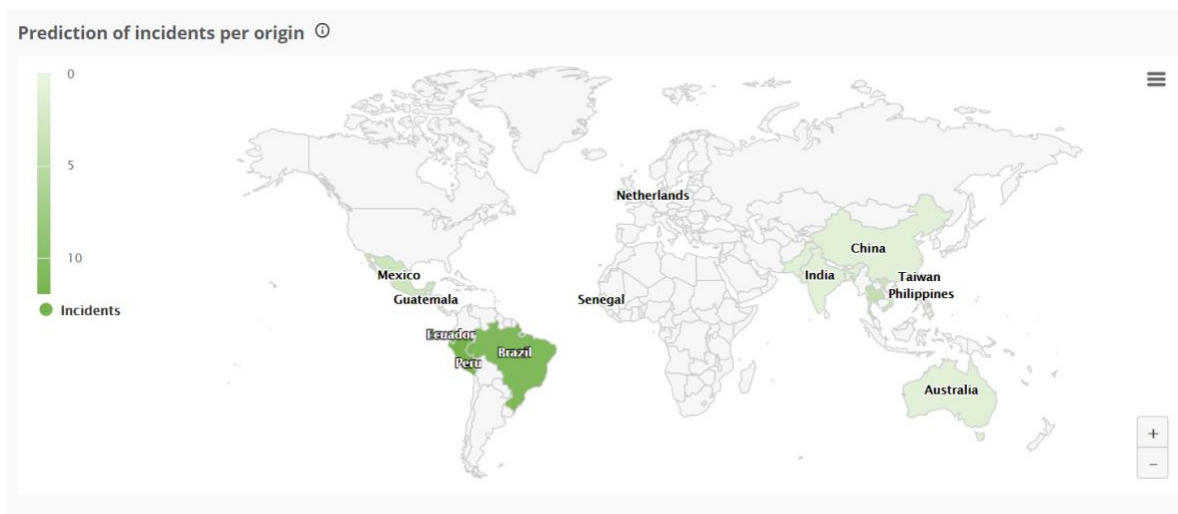 Prediction of incidents per origin
0
5
10
Incidents
Netherlands
China
Mexico
India
Taiwan
Guatemala
Senegal
Philippines
Ecuador
Brazil
Peru
Australia
+
−